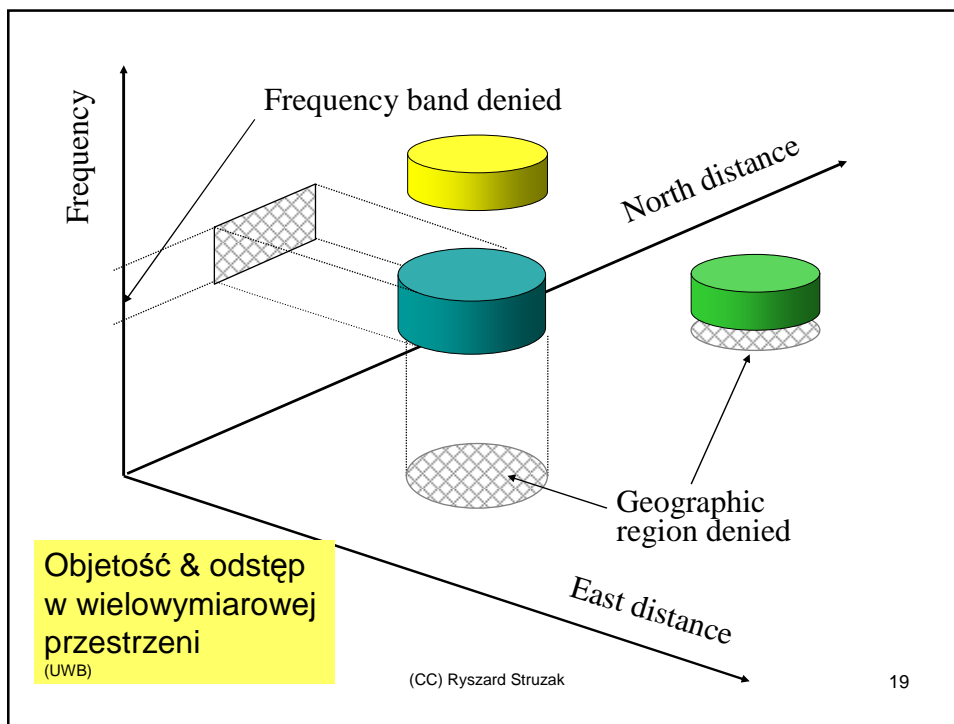 Frequency
Frequency band denied
North distance
Geographic
region denied
East distance
Objetość & odstęp
w wielowymiarowej
przestrzeni
(UWB)
(CC) Ryszard Struzak
19